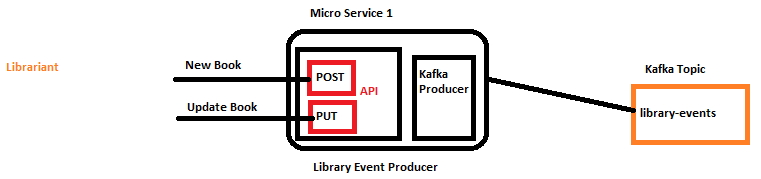 Micro Service 1
Librariant
New Book
POST
API
Kafka
Producer
Kafka Topic
Update Book
PUT
library-events
Library Event Producer